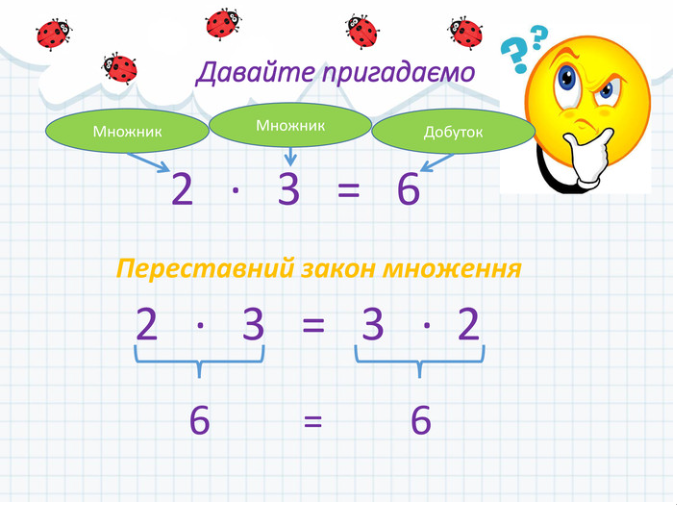 Давайте пригадаємо
Множник Множник Добуток
2 · 3 = 6
Переставний закон множення
2 · 3 = 3 · 2
6 = 6